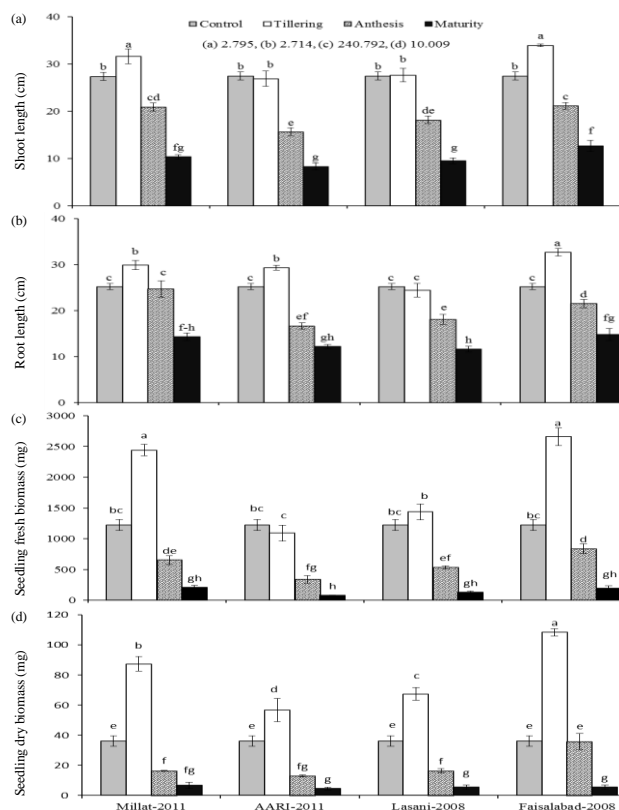 (a)
Control Tillering Anthesis Maturity
(a) 2.795, (b) 2.714, (c) 240.792, (d) 10.009
Shoot length (cm)
40
30
20
10
0
b a cd fg b b e g b b de g b a c f
(b)
Root length (cm)
40
30
20
10
0
c b c f-h c b ef gh c c e h c a d fg
(c)
Seedling fresh biomass (mg)
3000
2500
2000
1500
1000
500
0
bc a de gh bc c fg h bc b ef gh bc a d gh
(d)
Seedling dry biomass (mg)
120
100
80
60
40
20
0
e b f fg e d fg g e c f g e a e g
Millat-2011 AARI-2011 Lasani-2008 Faisalabad-2008